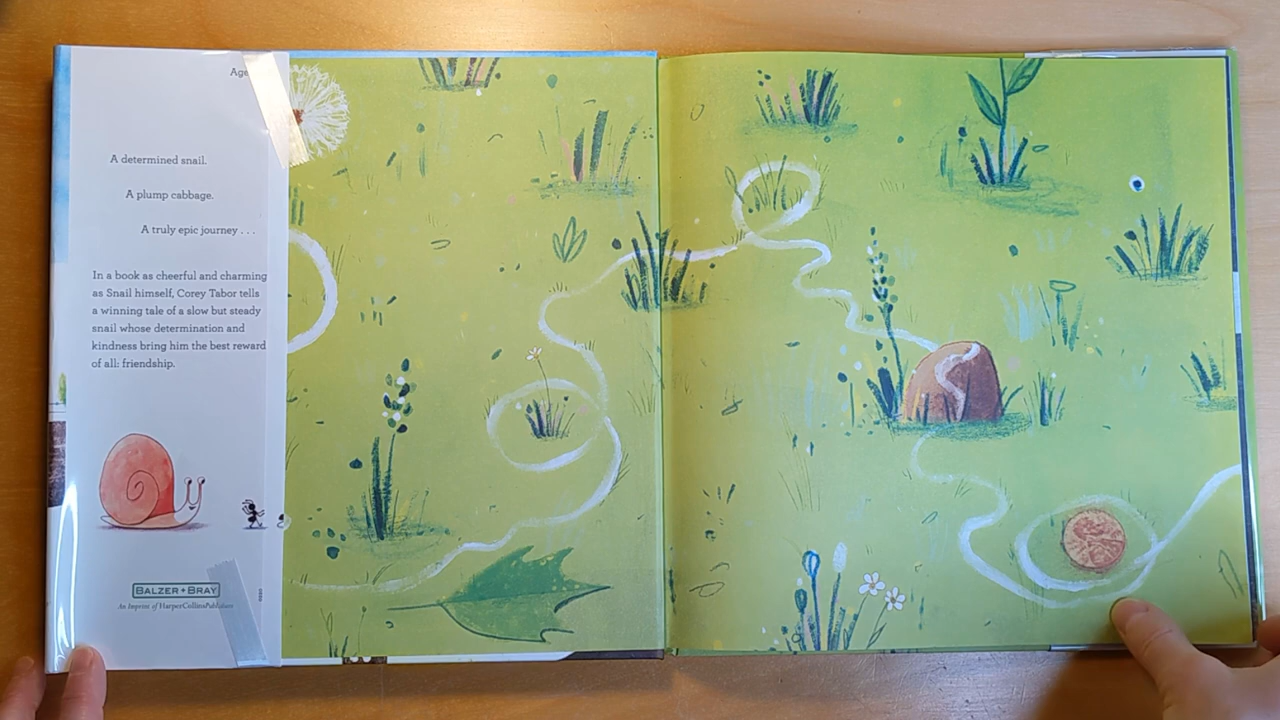 Age
A determined snail.
A plump cabbage.
A truly epic journey . . .
In a book as cheerful and charming
as Snail himself, Corey Tabor tells
a winning tale of a slow but steady
snail whose determination and
kindness bring him the best reward
of all: friendship.
BALZER + BRAY
An Imprint of HarperCollinsPublishers